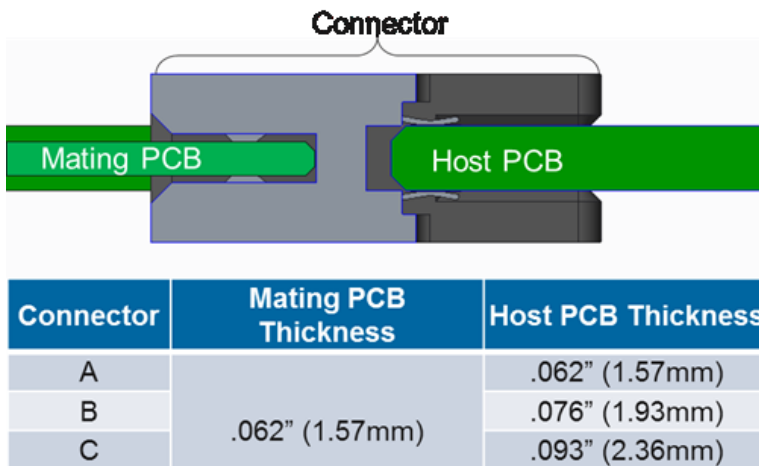 Connector
Mating PCB
Host PCB
Connector
Mating PCB
Thickness
Host PCB Thickness
A
.062” (1.57mm)
.062” (1.57mm)
B
.076” (1.93mm)
C
.093” (2.36mm)